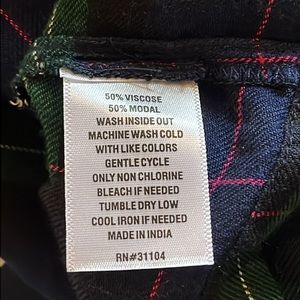 50% VISCOSE
50% MODAL
WASH INSIDE OUT
MACHINE WASH COLD
WITH LIKE COLORS
GENTLE CYCLE
ONLY NON CHLORINE
BLEACH IF NEEDED
TUMBLE DRY LOW
COOL IRON IF NEEDED
MADE IN INDIA
RN#31104